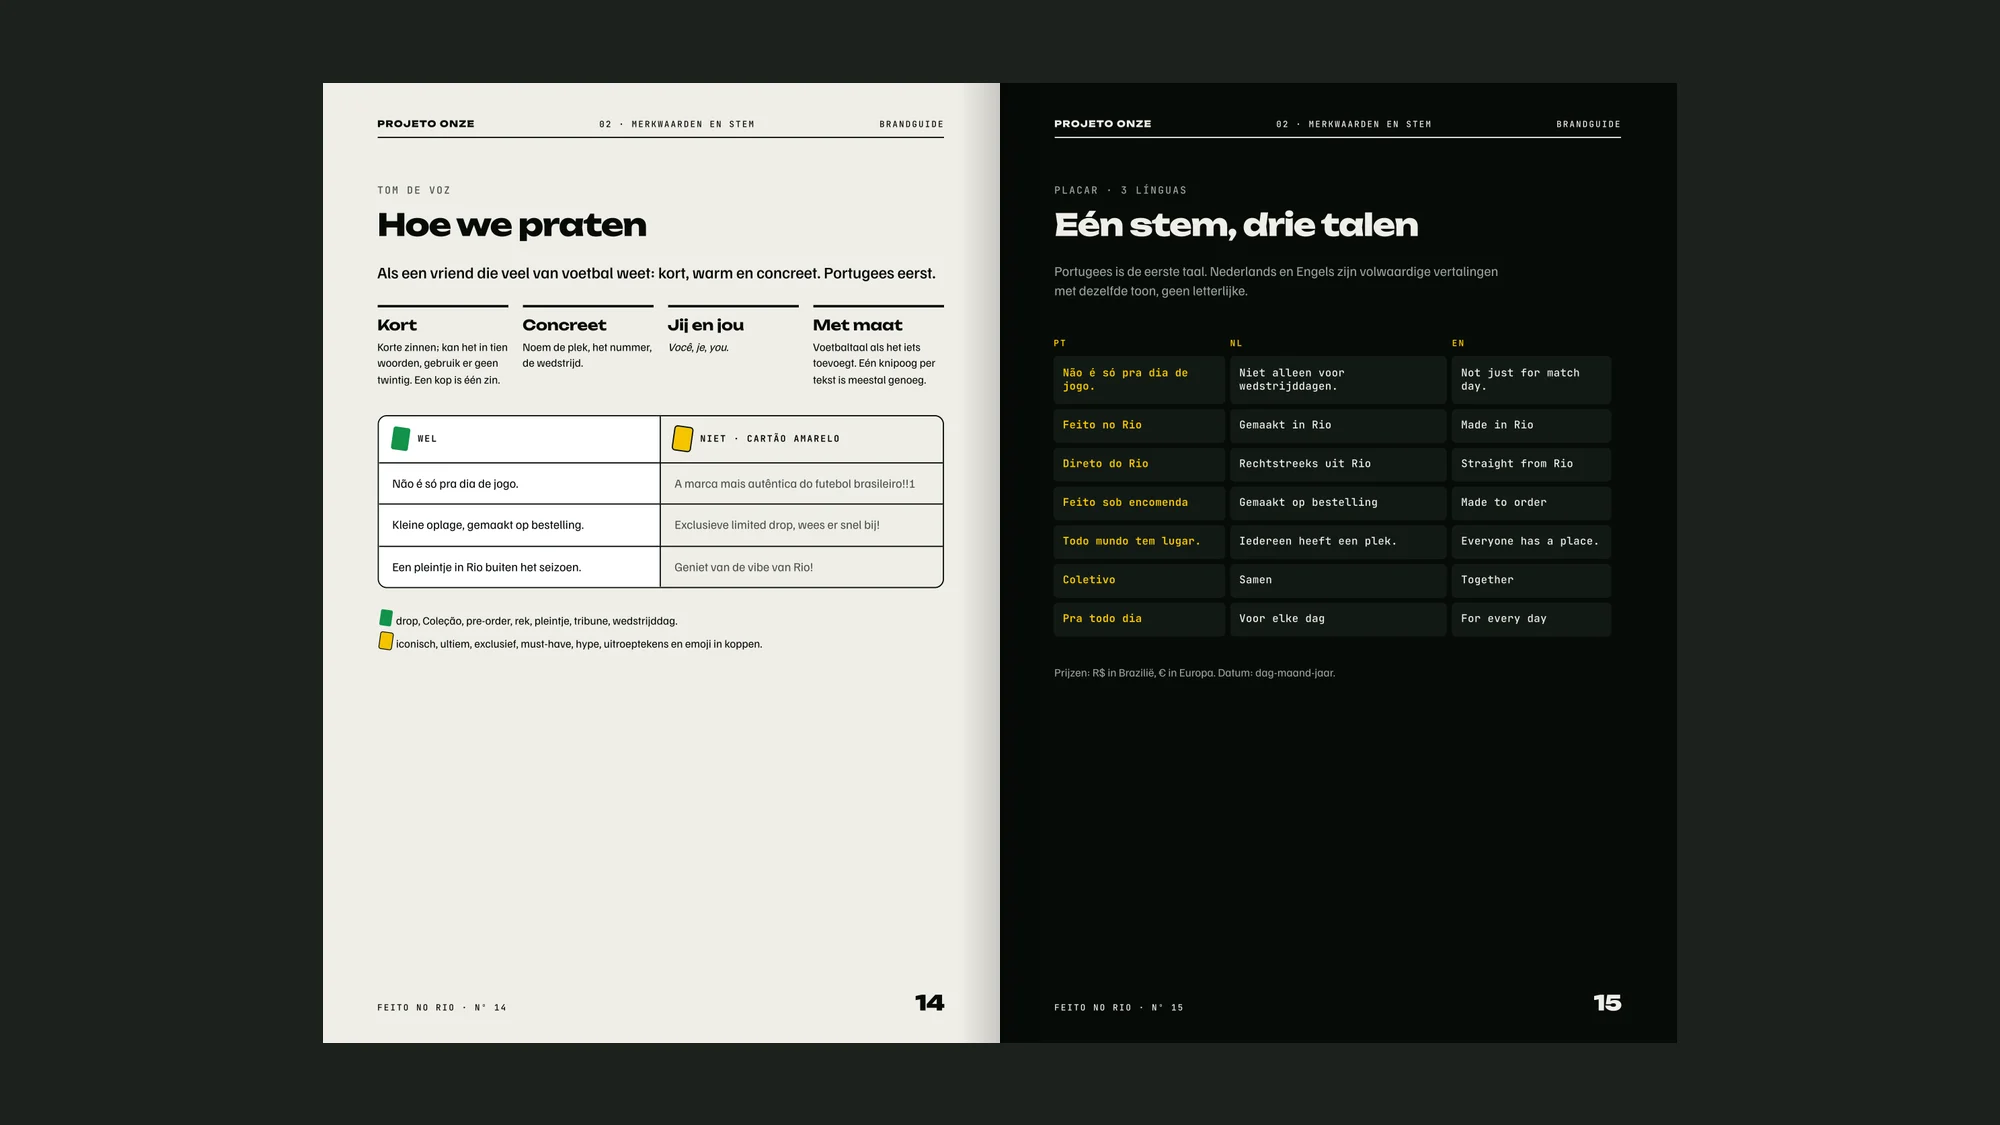 PROJETO ONZE
02 · MERKWAARDEN EN STEM
BRANDGUIDE
TOM DE VOZ
Hoe we praten
Als een vriend die veel van voetbal weet: kort, warm en concreet. Portugees eerst.
Kort
Korte zinnen; kan het in tien
woorden, gebruik er geen
twintig. Een kop is één zin.
Concreet
Noem de plek, het nummer,
de wedstrijd.
Jij en jou
Você, je, you.
Met maat
Voetbaltaal als het iets
toevoegt. Eén knipoog per
tekst is meestal genoeg.
WEL
NIET · CARTÃO AMARELO
Não é só pra dia de jogo.
A marca mais autêntica do futebol brasileiro!!1
Kleine oplage, gemaakt op bestelling.
Exclusieve limited drop, wees er snel bij!
Een pleintje in Rio buiten het seizoen.
Geniet van de vibe van Rio!
drop, Coleção, pre-order, rek, pleintje, tribune, wedstrijddag.
iconisch, ultiem, exclusief, must-have, hype, uitroeptekens en emoji in koppen.
FEITO NO RIO · N° 14
14
PROJETO ONZE
02 · MERKWAARDEN EN STEM
BRANDGUIDE
PLACAR · 3 LÍNGUAS
Eén stem, drie talen
Portugees is de eerste taal. Nederlands en Engels zijn volwaardige vertalingen
met dezelfde toon, geen letterlijke.
PT
NL
EN
Não é só pra dia de
jogo.
Niet alleen voor
wedstrijddagen.
Not just for match
day.
Feito no Rio
Gemaakt in Rio
Made in Rio
Direto do Rio
Rechtstreeks uit Rio
Straight from Rio
Feito sob encomenda
Gemaakt op bestelling
Made to order
Todo mundo tem lugar.
Iedereen heeft een plek.
Everyone has a place.
Coletivo
Samen
Together
Pra todo dia
Voor elke dag
For every day
Prijzen: R$ in Brazilië, € in Europa. Datum: dag-maand-jaar.
FEITO NO RIO · N° 15
15